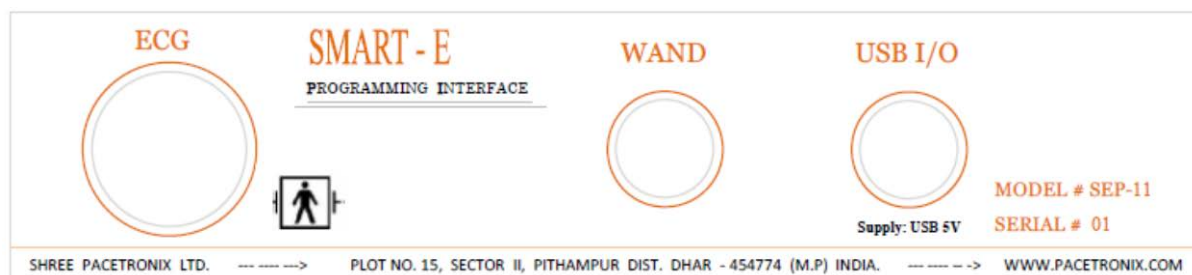 ECG
SMART - E
PROGRAMMING INTERFACE
WAND
USB I/O
Supply: USB 5V
MODEL # SEP-11
SERIAL # 01
SHREE PACETRONIX LTD. --- ---- ---> PLOT NO. 15, SECTOR II, PITHAMPUR DIST. DHAR - 454774 (M.P) INDIA. ---- ---- -- -> WWW.PACETRONIX.COM